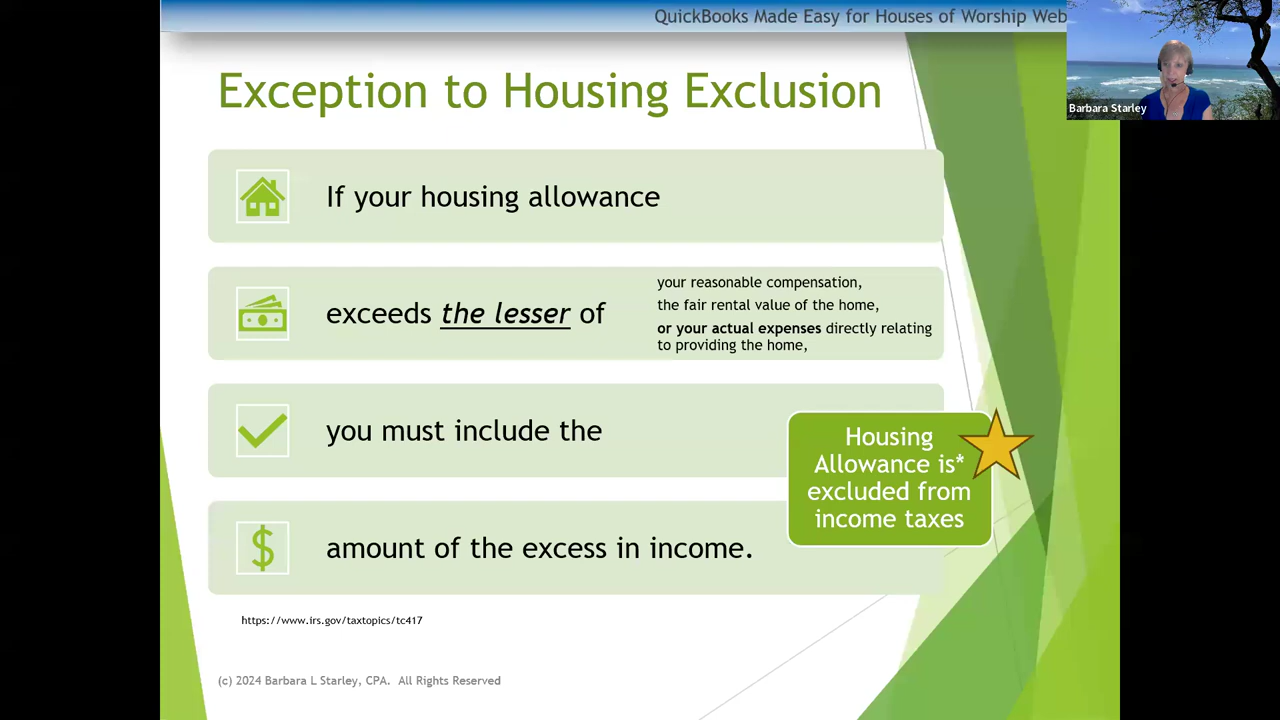 QuickBooks Made Easy for Houses of Worship Web
Barbara Starley
Exception to Housing Exclusion
If your housing allowance
exceeds the lesser of
your reasonable compensation,
the fair rental value of the home,
or your actual expenses directly relating
to providing the home,
you must include the
Housing
Allowance is*
excluded from
income taxes
amount of the excess in income.
https://www.irs.gov/taxtopics/tc417
(c) 2024 Barbara L Starley, CPA. All Rights Reserved